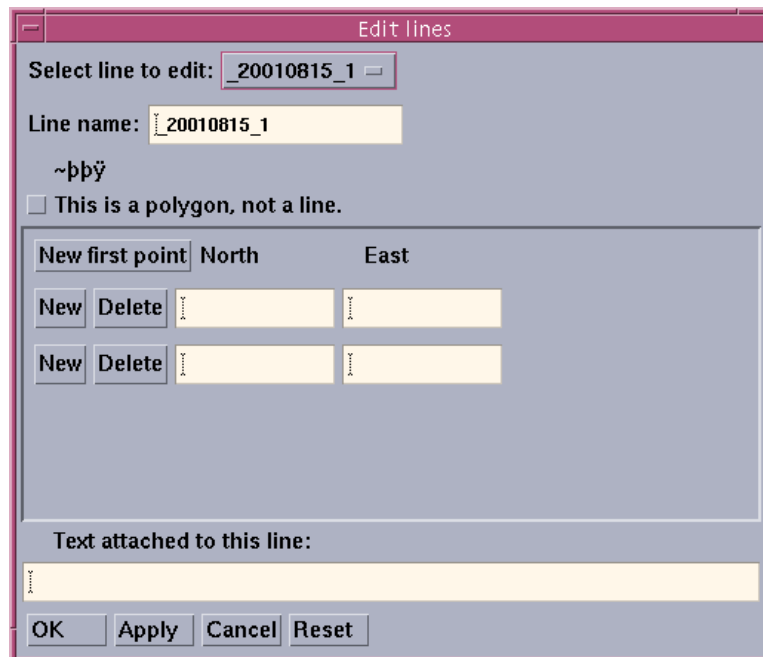 Edit lines
Select line to edit: _20010815_1
Line name: _20010815_1
~þþÿ
This is a polygon, not a line.
New first point North East
New Delete
New Delete
Text attached to this line:
OK Apply Cancel Reset